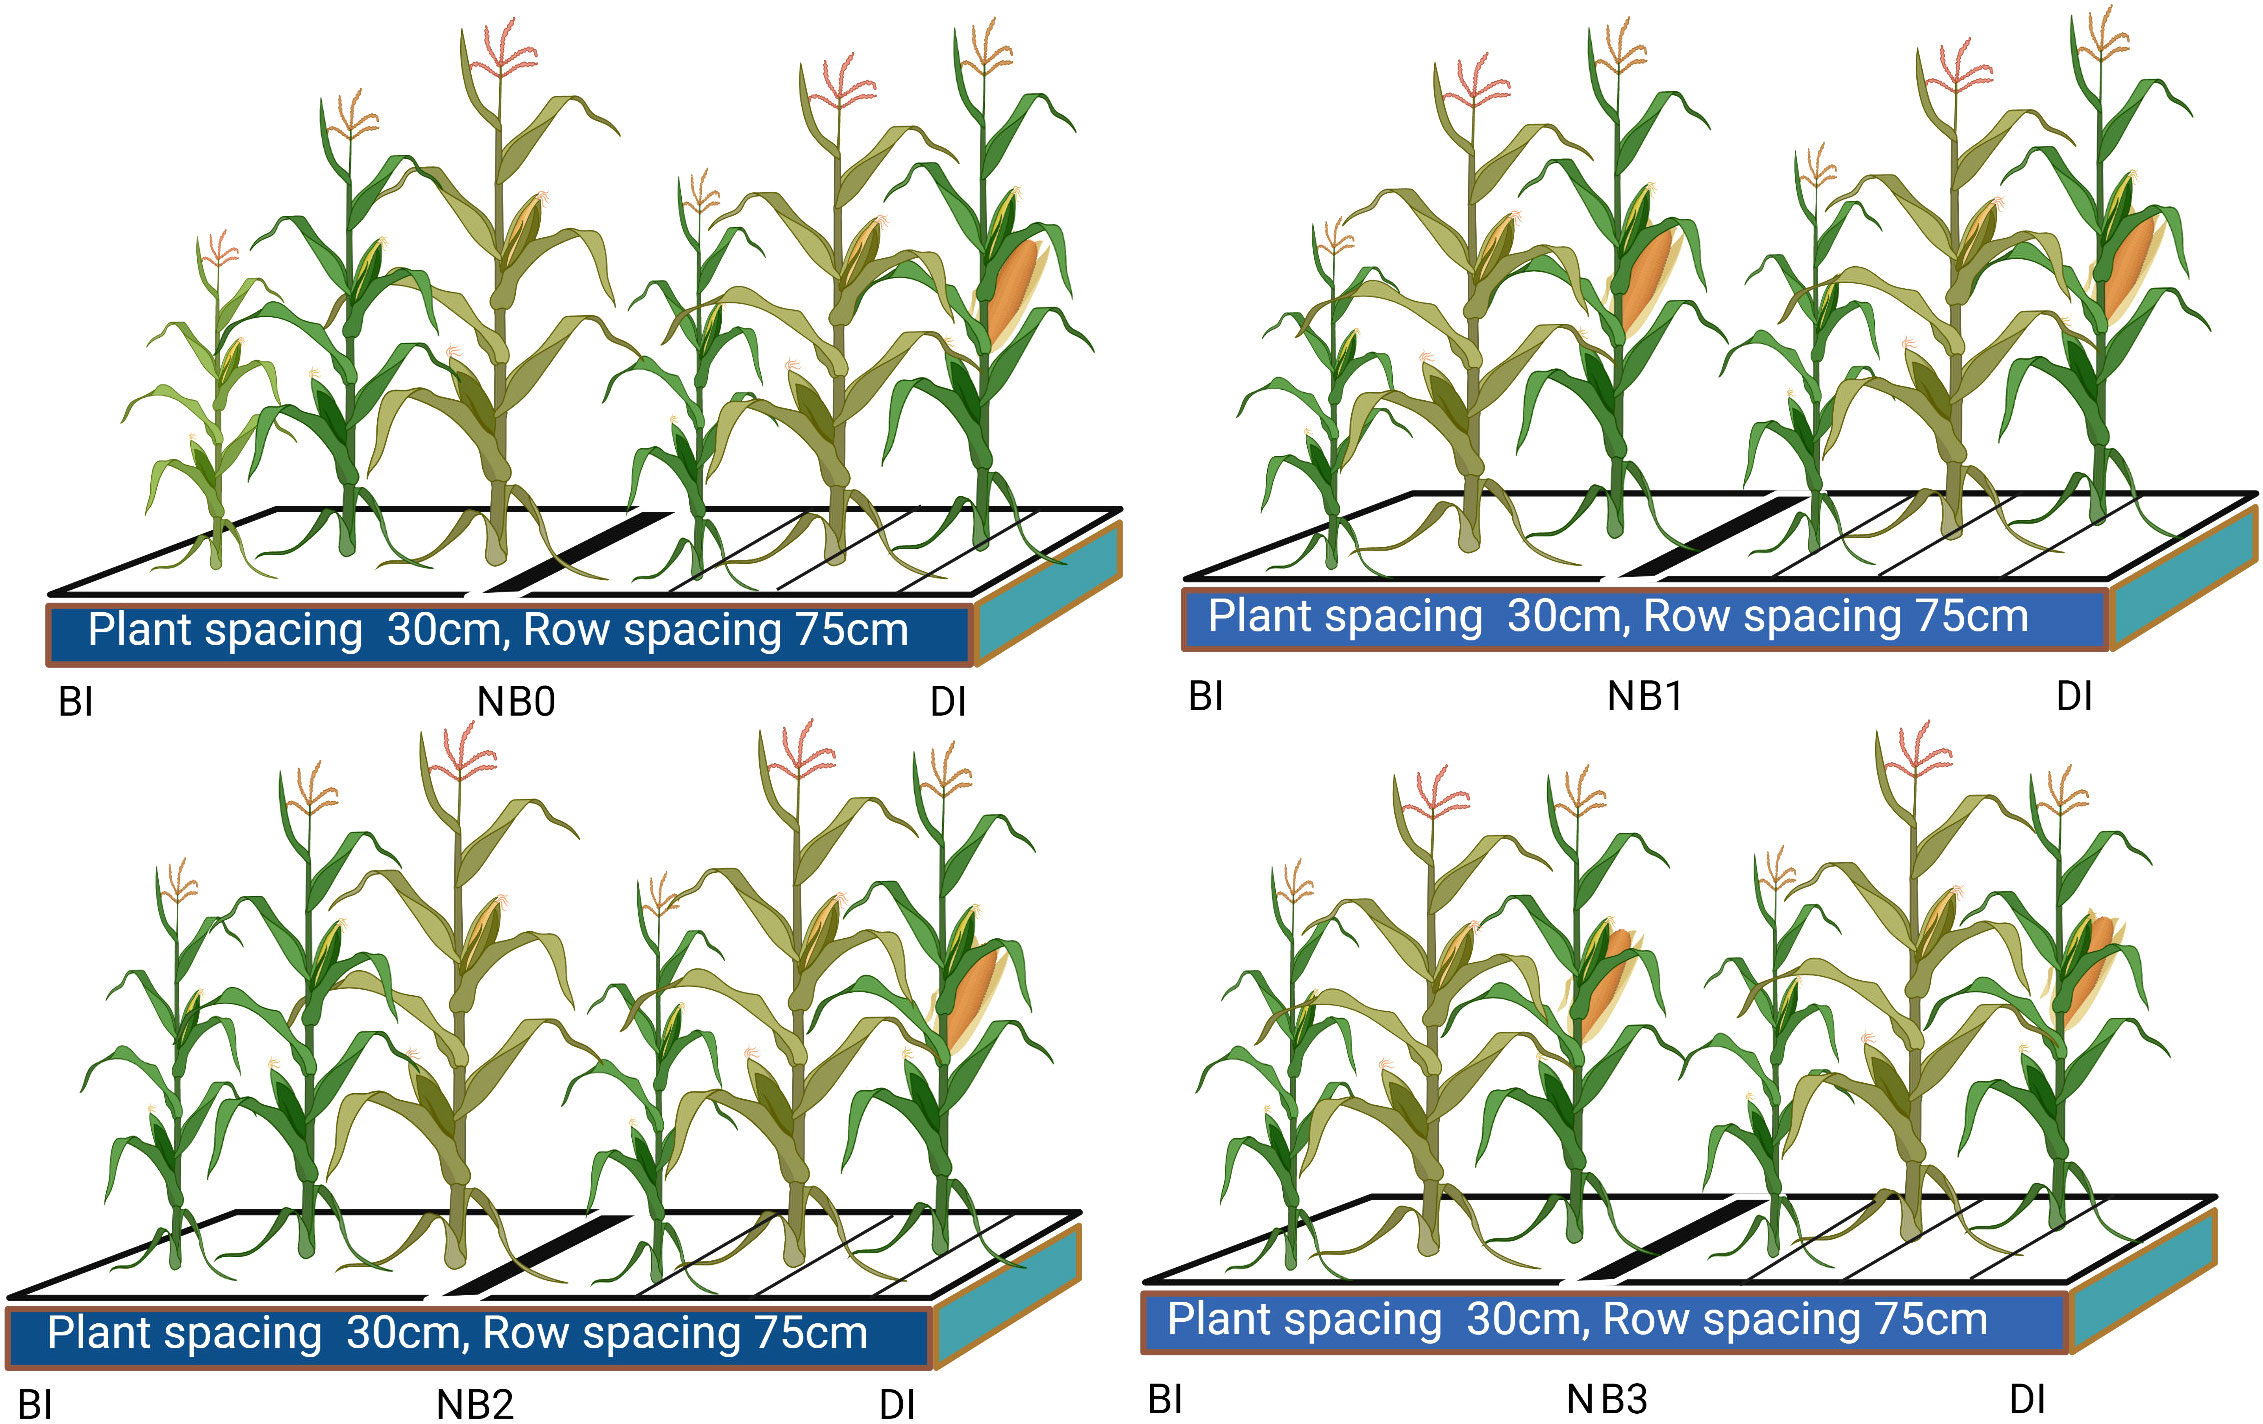 Plant spacing 30cm, Row spacing 75cm
BI NB0 DI
Plant spacing 30cm, Row spacing 75cm
BI NB1 DI
Plant spacing 30cm, Row spacing 75cm
BI NB2 DI
Plant spacing 30cm, Row spacing 75cm
BI NB3 DI